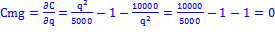 Cmg = ∂C/∂q = q²/5000 − 1 − 10000/q² = 10000/5000 − 1 − 1 = 0